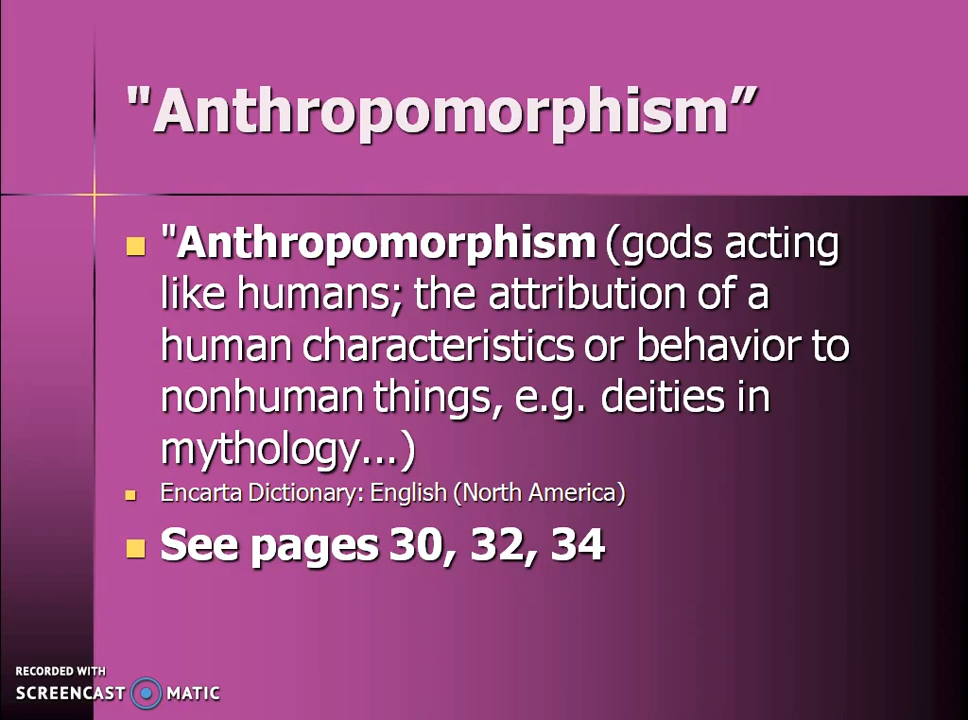 "Anthropomorphism”
"Anthropomorphism (gods acting
like humans; the attribution of a
human characteristics or behavior to
nonhuman things, e.g. deities in
mythology...)
Encarta Dictionary: English (North America)
See pages 30, 32, 34
RECORDED WITH
SCREENCAST MATIC